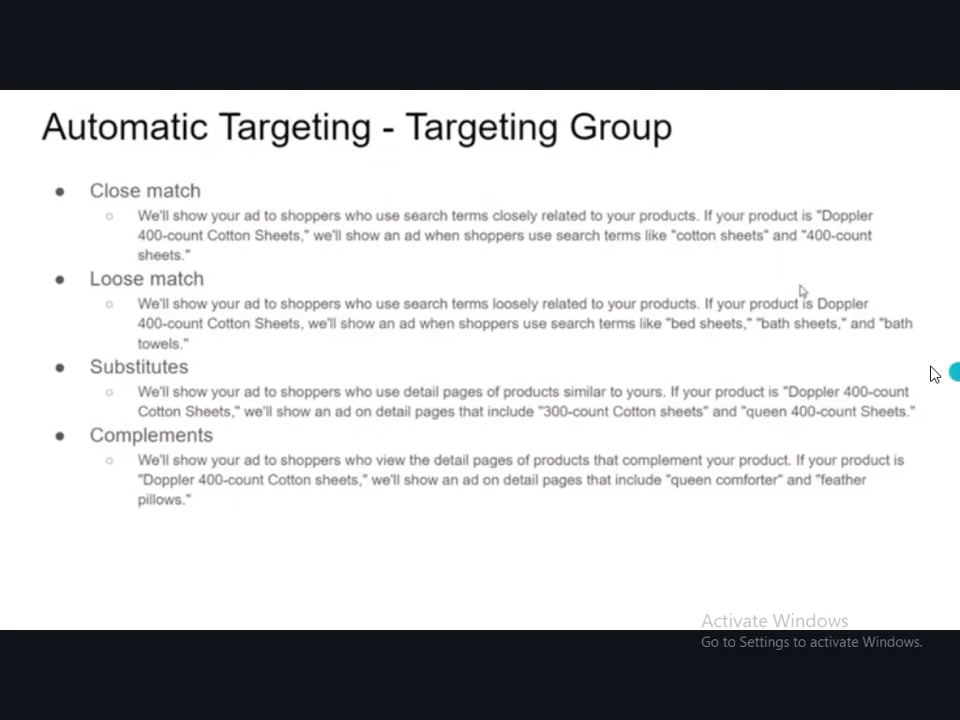 Automatic Targeting - Targeting Group
● Close match
○ We'll show your ad to shoppers who use search terms closely related to your products. If your product is "Doppler
400-count Cotton Sheets," we'll show an ad when shoppers use search terms like "cotton sheets" and "400-count
sheets."
● Loose match
○ We'll show your ad to shoppers who use search terms loosely related to your products. If your product is Doppler
400-count Cotton Sheets, we'll show an ad when shoppers use search terms like "bed sheets," "bath sheets," and "bath
towels."
● Substitutes
○ We'll show your ad to shoppers who use detail pages of products similar to yours. If your product is "Doppler 400-count
Cotton Sheets," we'll show an ad on detail pages that include "300-count Cotton sheets" and "queen 400-count Sheets."
● Complements
○ We'll show your ad to shoppers who view the detail pages of products that complement your product. If your product is
"Doppler 400-count Cotton sheets," we'll show an ad on detail pages that include "queen comforter" and "feather
pillows."
Activate Windows
Go to Settings to activate Windows.